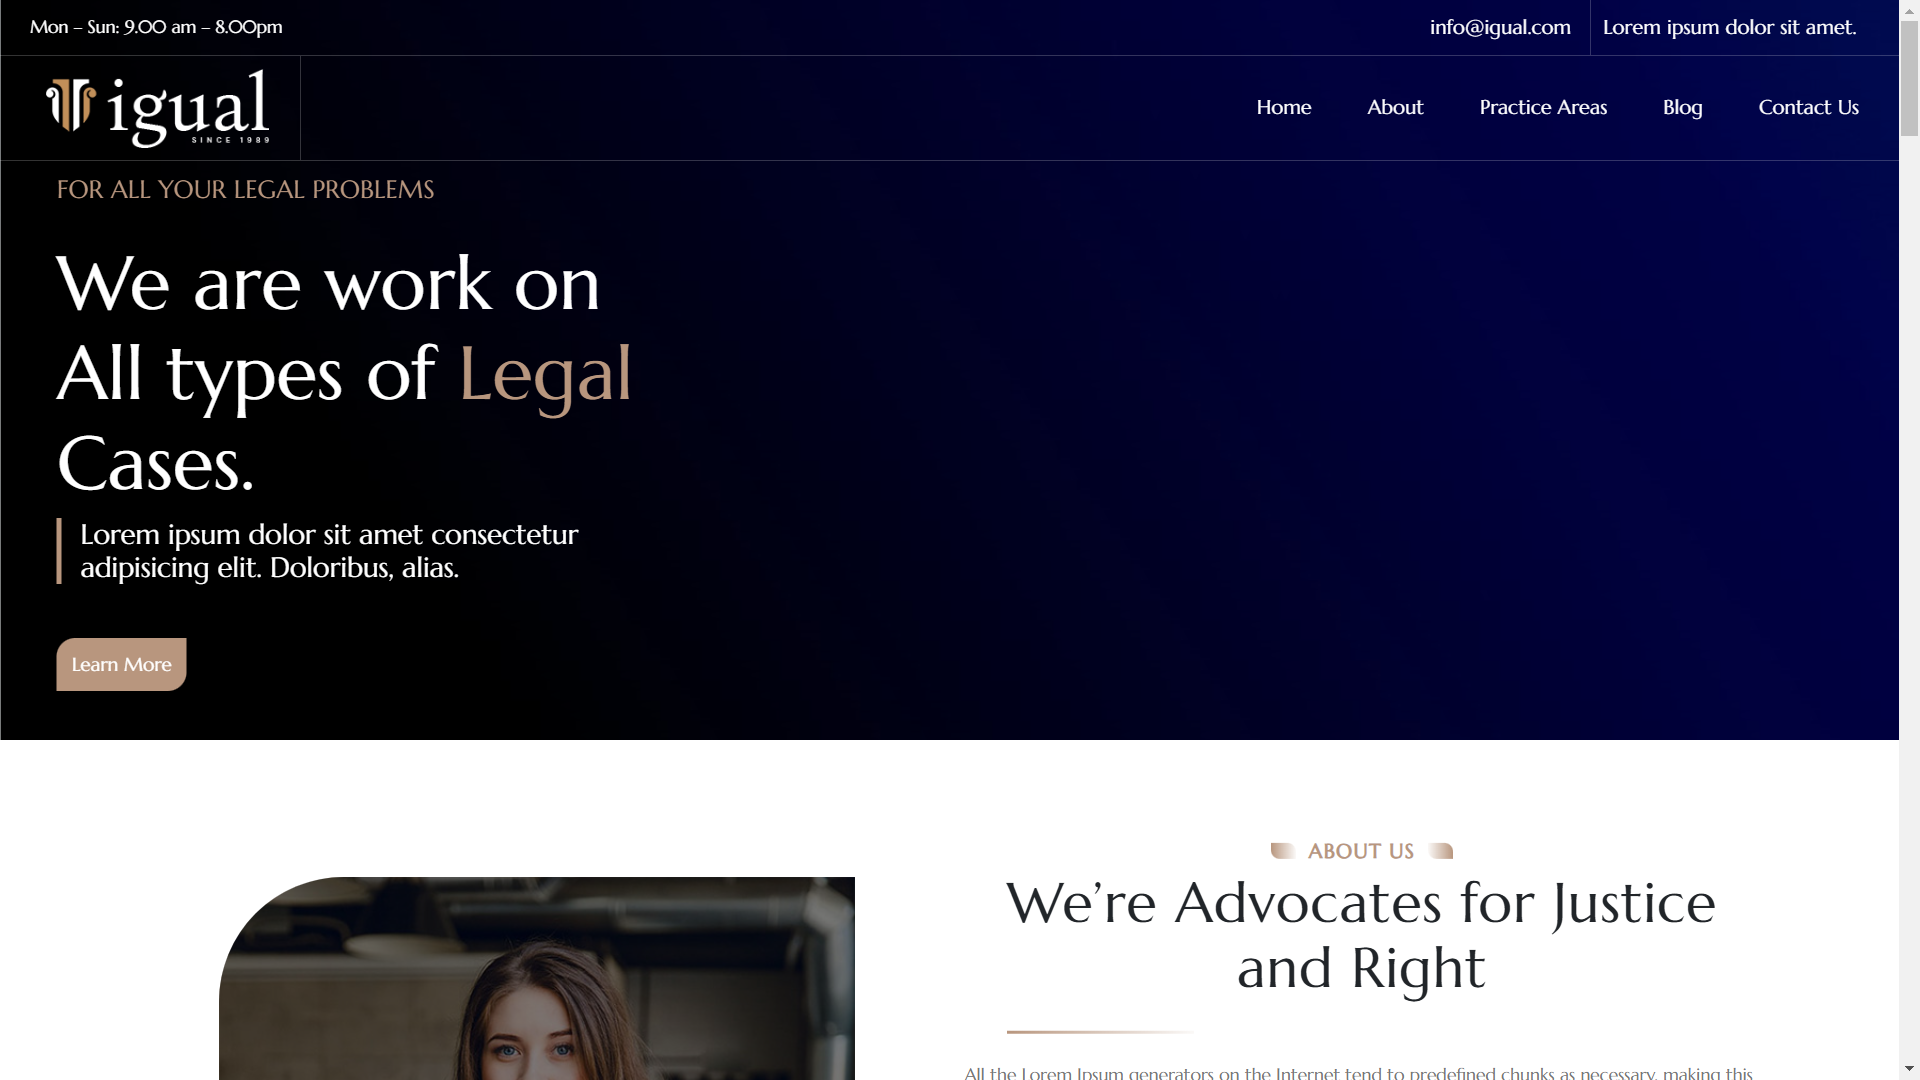 Mon – Sun: 9.00 am – 8.00pm
info@igual.com
Lorem ipsum dolor sit amet.
igual
SINCE 1989
Home
About
Practice Areas
Blog
Contact Us
FOR ALL YOUR LEGAL PROBLEMS
We are work on
All types of Legal
Cases.
Lorem ipsum dolor sit amet consectetur
adipisicing elit. Doloribus, alias.
Learn More
ABOUT US
We’re Advocates for Justice
and Right
All the Lorem Ipsum generators on the Internet tend to predefined chunks as necessary, making this